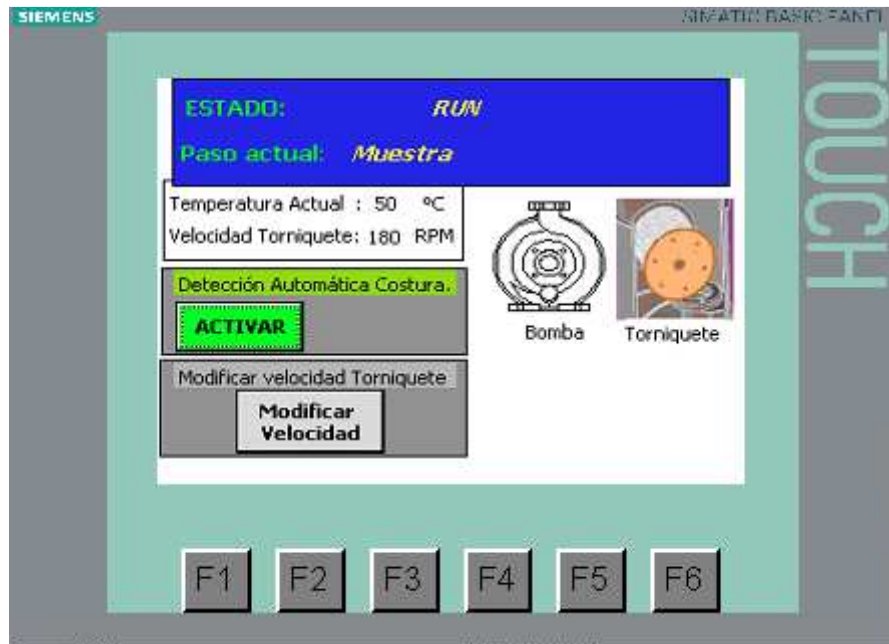 SIEMENS
SIMATIC BASIC PANEL
TOUCH
ESTADO: RUN
Paso actual: Muestra
Temperatura Actual : 50 ºC
Velocidad Torniquete: 180 RPM
Detección Automática Costura.
ACTIVAR
Bomba Torniquete
Modificar velocidad Torniquete
Modificar
Velocidad
F1 F2 F3 F4 F5 F6